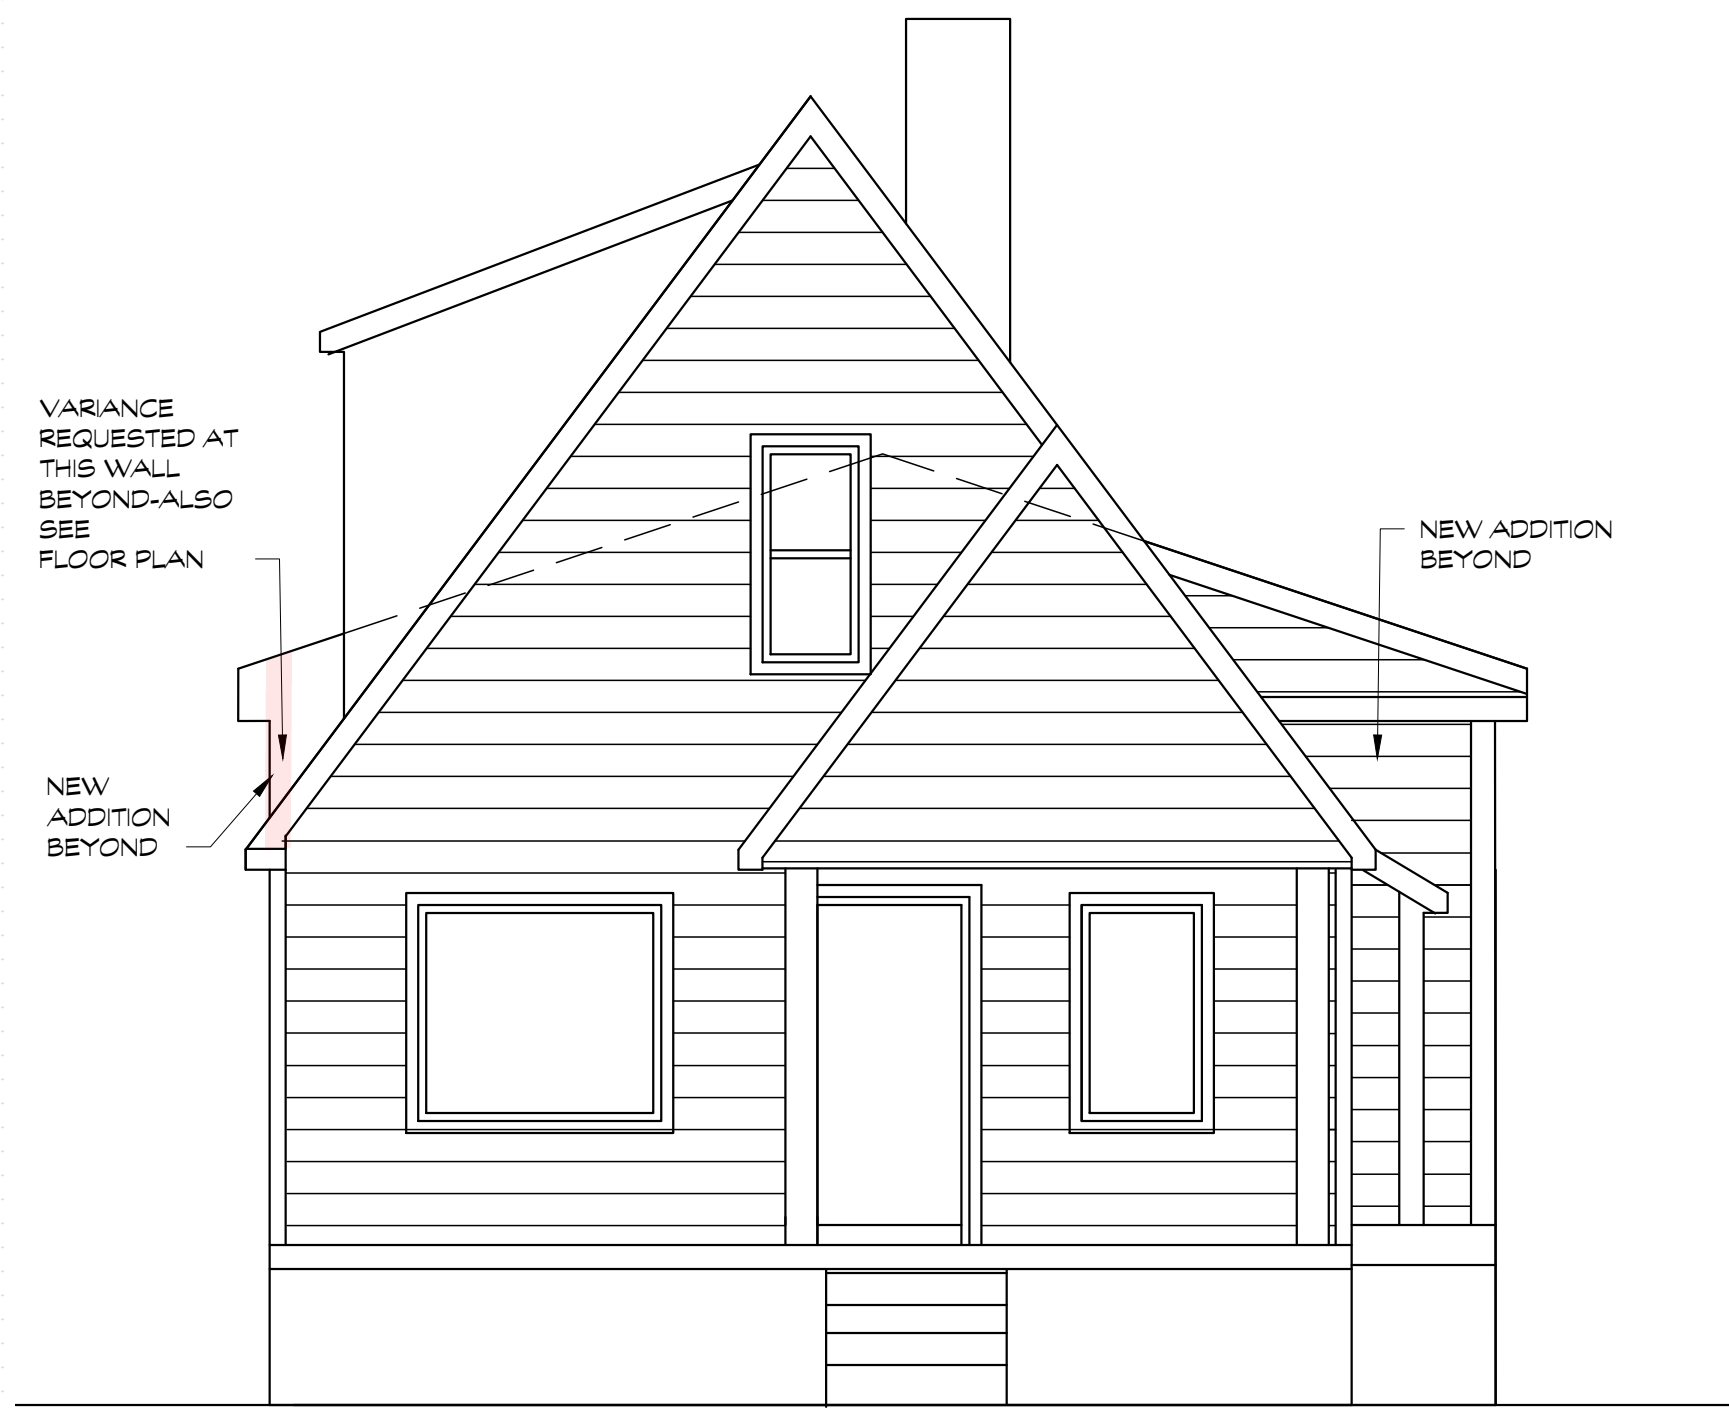 VARIANCE
REQUESTED AT
THIS WALL
BEYOND-ALSO
SEE
FLOOR PLAN
NEW ADDITION
BEYOND
NEW
ADDITION
BEYOND